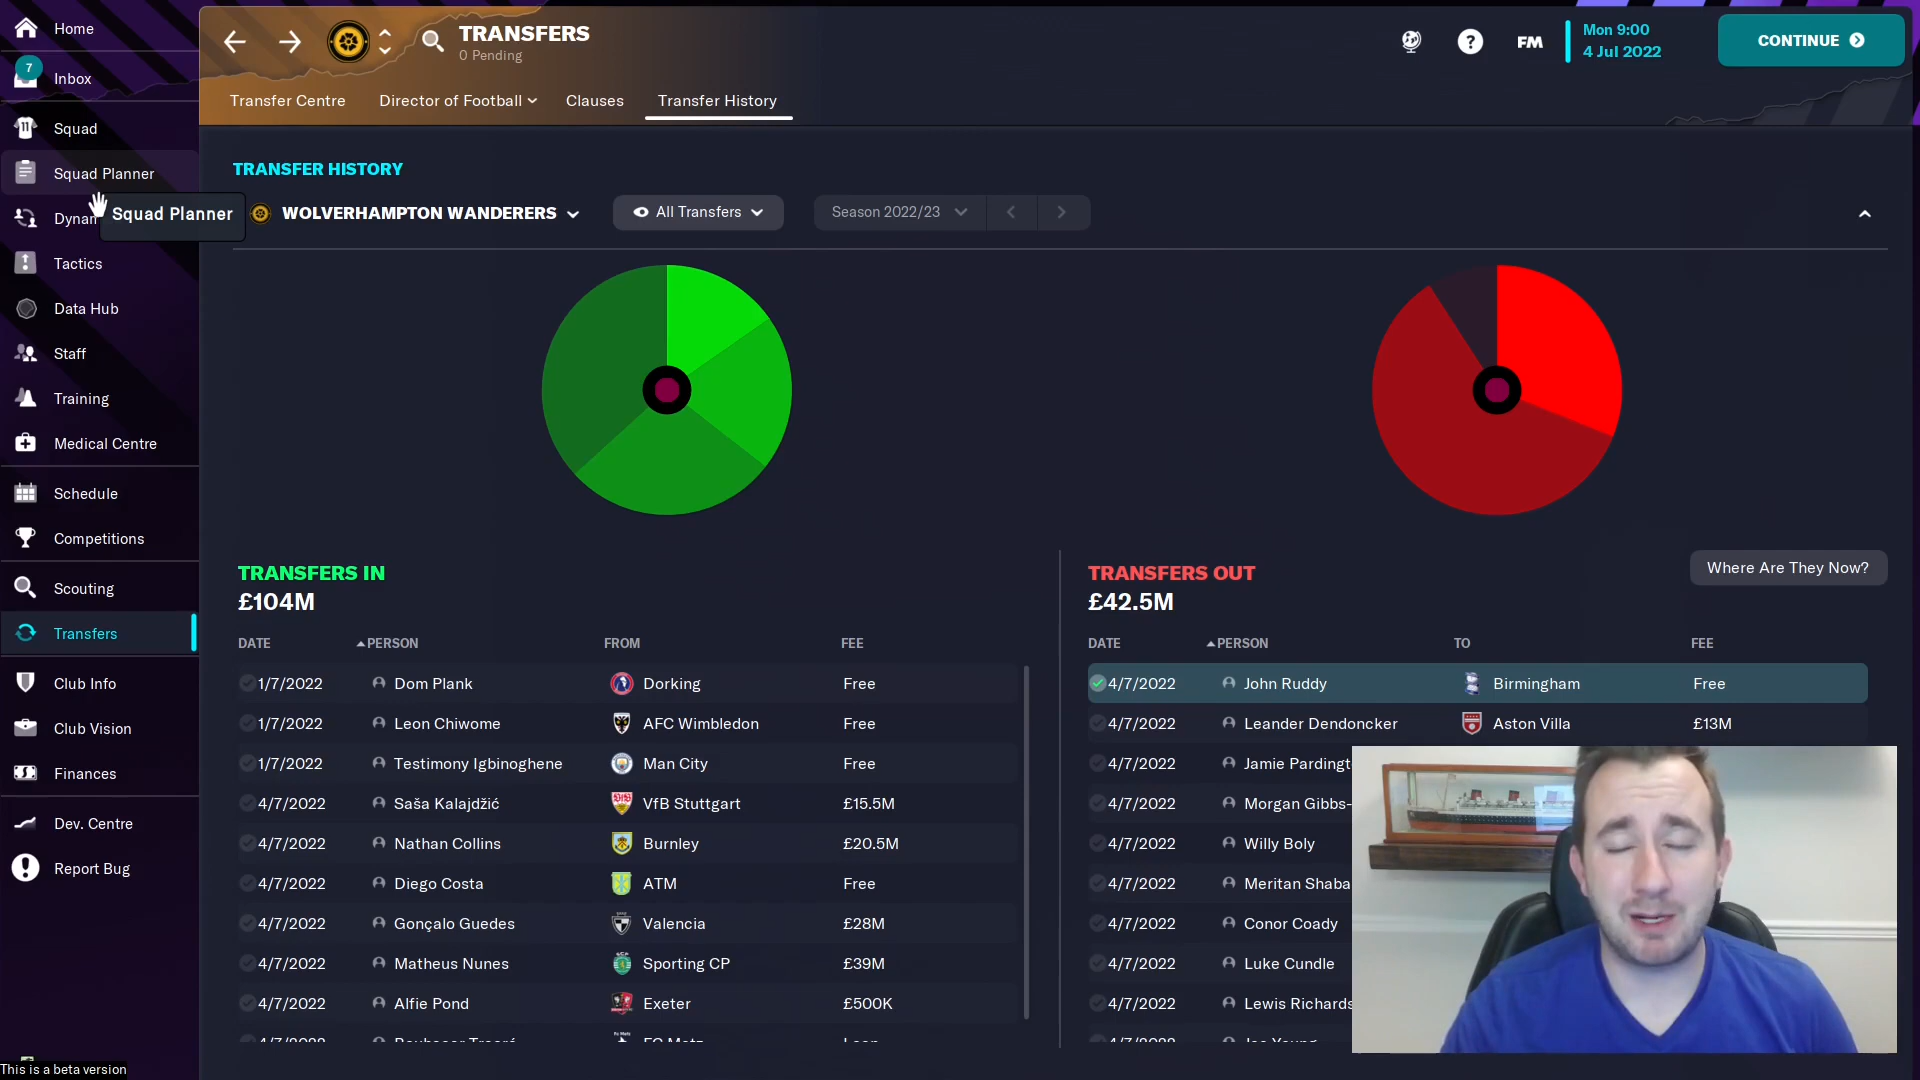 Home
7
Inbox
Squad
Squad Planner
Dynam
Squad Planner
Tactics
Data Hub
Staff
Training
Medical Centre
Schedule
Competitions
Scouting
Transfers
Club Info
Club Vision
Finances
Dev. Centre
Report Bug
This is a beta version
TRANSFERS
0 Pending
FM
Mon 9:00
4 Jul 2022
CONTINUE
Transfer Centre
Director of Football
Clauses
Transfer History
TRANSFER HISTORY
WOLVERHAMPTON WANDERERS
All Transfers
Season 2022/23
TRANSFERS IN
£104M
DATE PERSON FROM FEE
1/7/2022 Dom Plank Dorking Free
1/7/2022 Leon Chiwome AFC Wimbledon Free
1/7/2022 Testimony Igbinoghene Man City Free
4/7/2022 Saša Kalajdžić VfB Stuttgart £15.5M
4/7/2022 Nathan Collins Burnley £20.5M
4/7/2022 Diego Costa ATM Free
4/7/2022 Gonçalo Guedes Valencia £28M
4/7/2022 Matheus Nunes Sporting CP £39M
4/7/2022 Alfie Pond Exeter £500K
TRANSFERS OUT
£42.5M
Where Are They Now?
DATE PERSON TO FEE
4/7/2022 John Ruddy Birmingham Free
4/7/2022 Leander Dendoncker Aston Villa £13M
4/7/2022 Jamie Pardingt
4/7/2022 Morgan Gibbs-
4/7/2022 Willy Boly
4/7/2022 Meritan Shaba
4/7/2022 Conor Coady
4/7/2022 Luke Cundle
4/7/2022 Lewis Richards